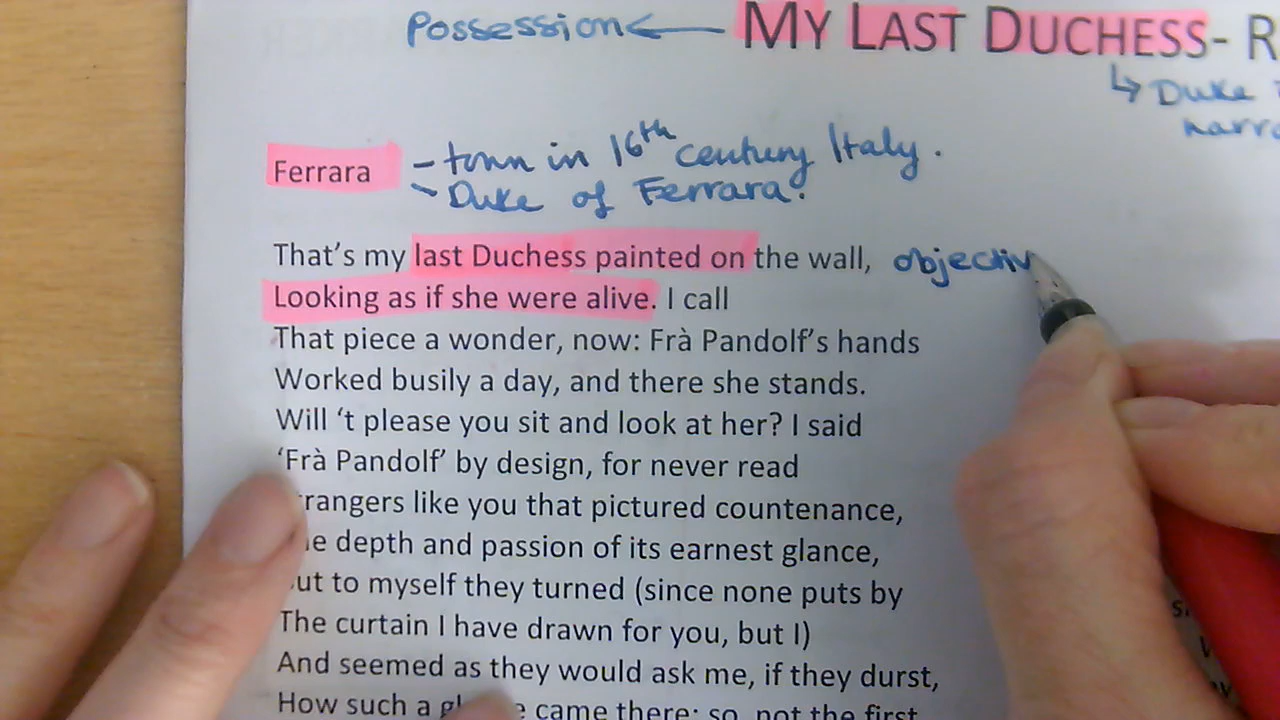 Possession ← MY LAST DUCHESS- R
↳ Duke
narr
Ferrara - town in 16th century Italy.
- Duke of Ferrara.
That's my last Duchess painted on the wall, objectiv
Looking as if she were alive. I call
That piece a wonder, now: Frà Pandolf's hands
Worked busily a day, and there she stands.
Will ‘t please you sit and look at her? I said
‘Frà Pandolf’ by design, for never read
trangers like you that pictured countenance,
e depth and passion of its earnest glance,
ut to myself they turned (since none puts by
The curtain I have drawn for you, but I)
And seemed as they would ask me, if they durst,
How such a gl e came there; so, not the first